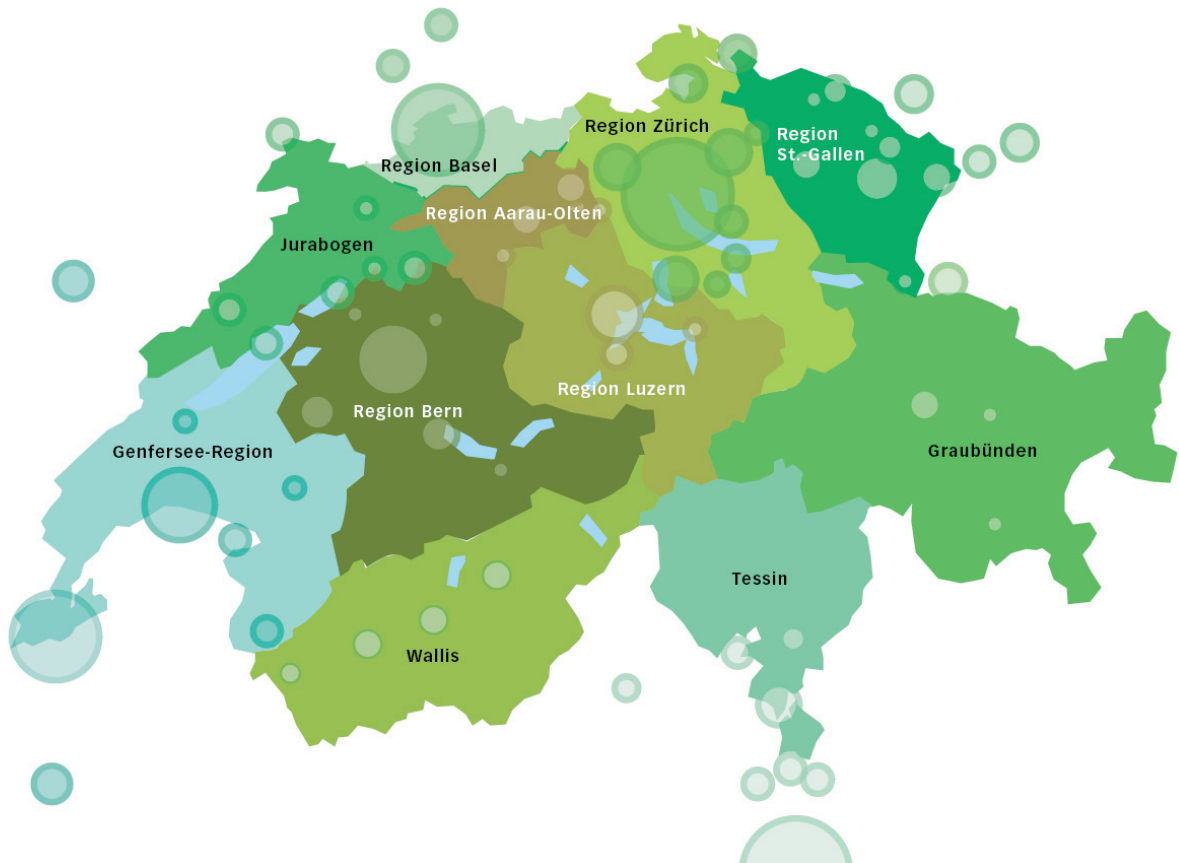 Region Zürich
Region
St.-Gallen
Region Basel
Region Aarau-Olten
Jurabogen
Region Luzern
Region Bern
Genfersee-Region
Graubünden
Tessin
Wallis